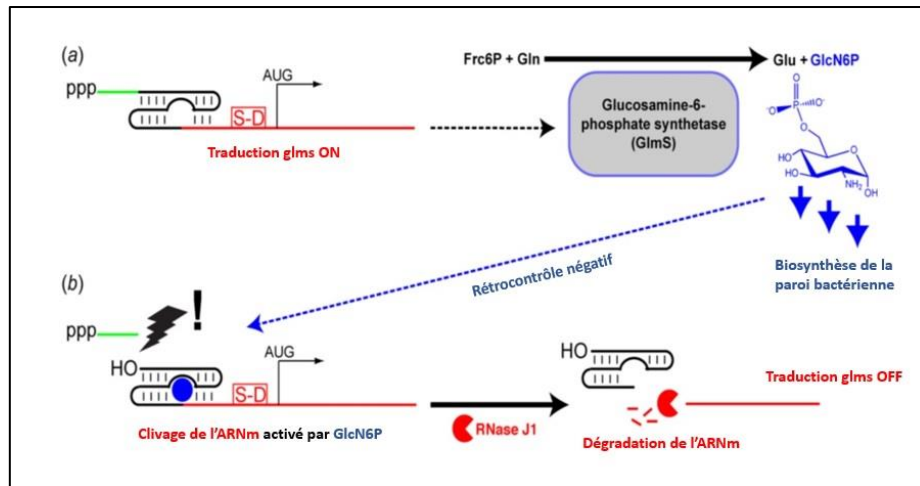 (a)
Frc6P + Gln
Glu + GlcN6P
ppp
AUG
S-D
Traduction glms ON
Glucosamine-6-
phosphate synthetase
(GlmS)
O
⁻O
P
O⁻
O
HO
O
HO
NH₂
OH
Rétrocontrôle négatif
Biosynthèse de la
paroi bactérienne
(b)
!
ppp
HO
AUG
S-D
Clivage de l’ARNm activé par GlcN6P
RNase J1
HO
Traduction glms OFF
Dégradation de l’ARNm